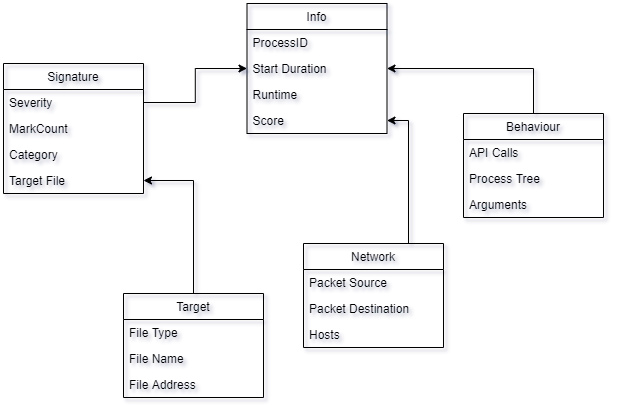 Info
ProcessID
Start Duration
Runtime
Score
Signature
Severity
MarkCount
Category
Target File
Behaviour
API Calls
Process Tree
Arguments
Network
Packet Source
Packet Destination
Hosts
Target
File Type
File Name
File Address